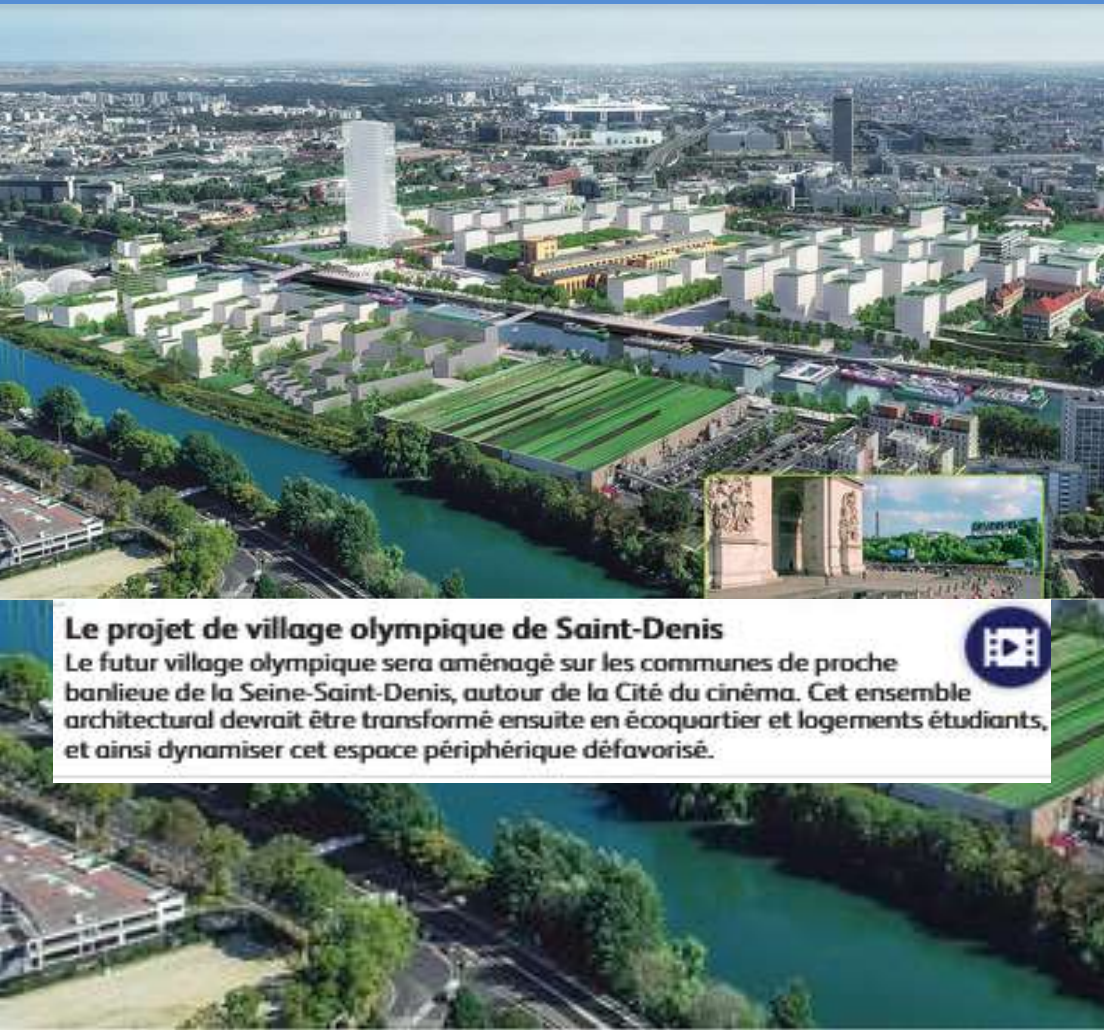 Le projet de village olympique de Saint-Denis
Le futur village olympique sera aménagé sur les communes de proche
banlieue de la Seine-Saint-Denis, autour de la Cité du cinéma. Cet ensemble
architectural devrait être transformé ensuite en écoquartier et logements étudiants,
et ainsi dynamiser cet espace périphérique défavorisé.